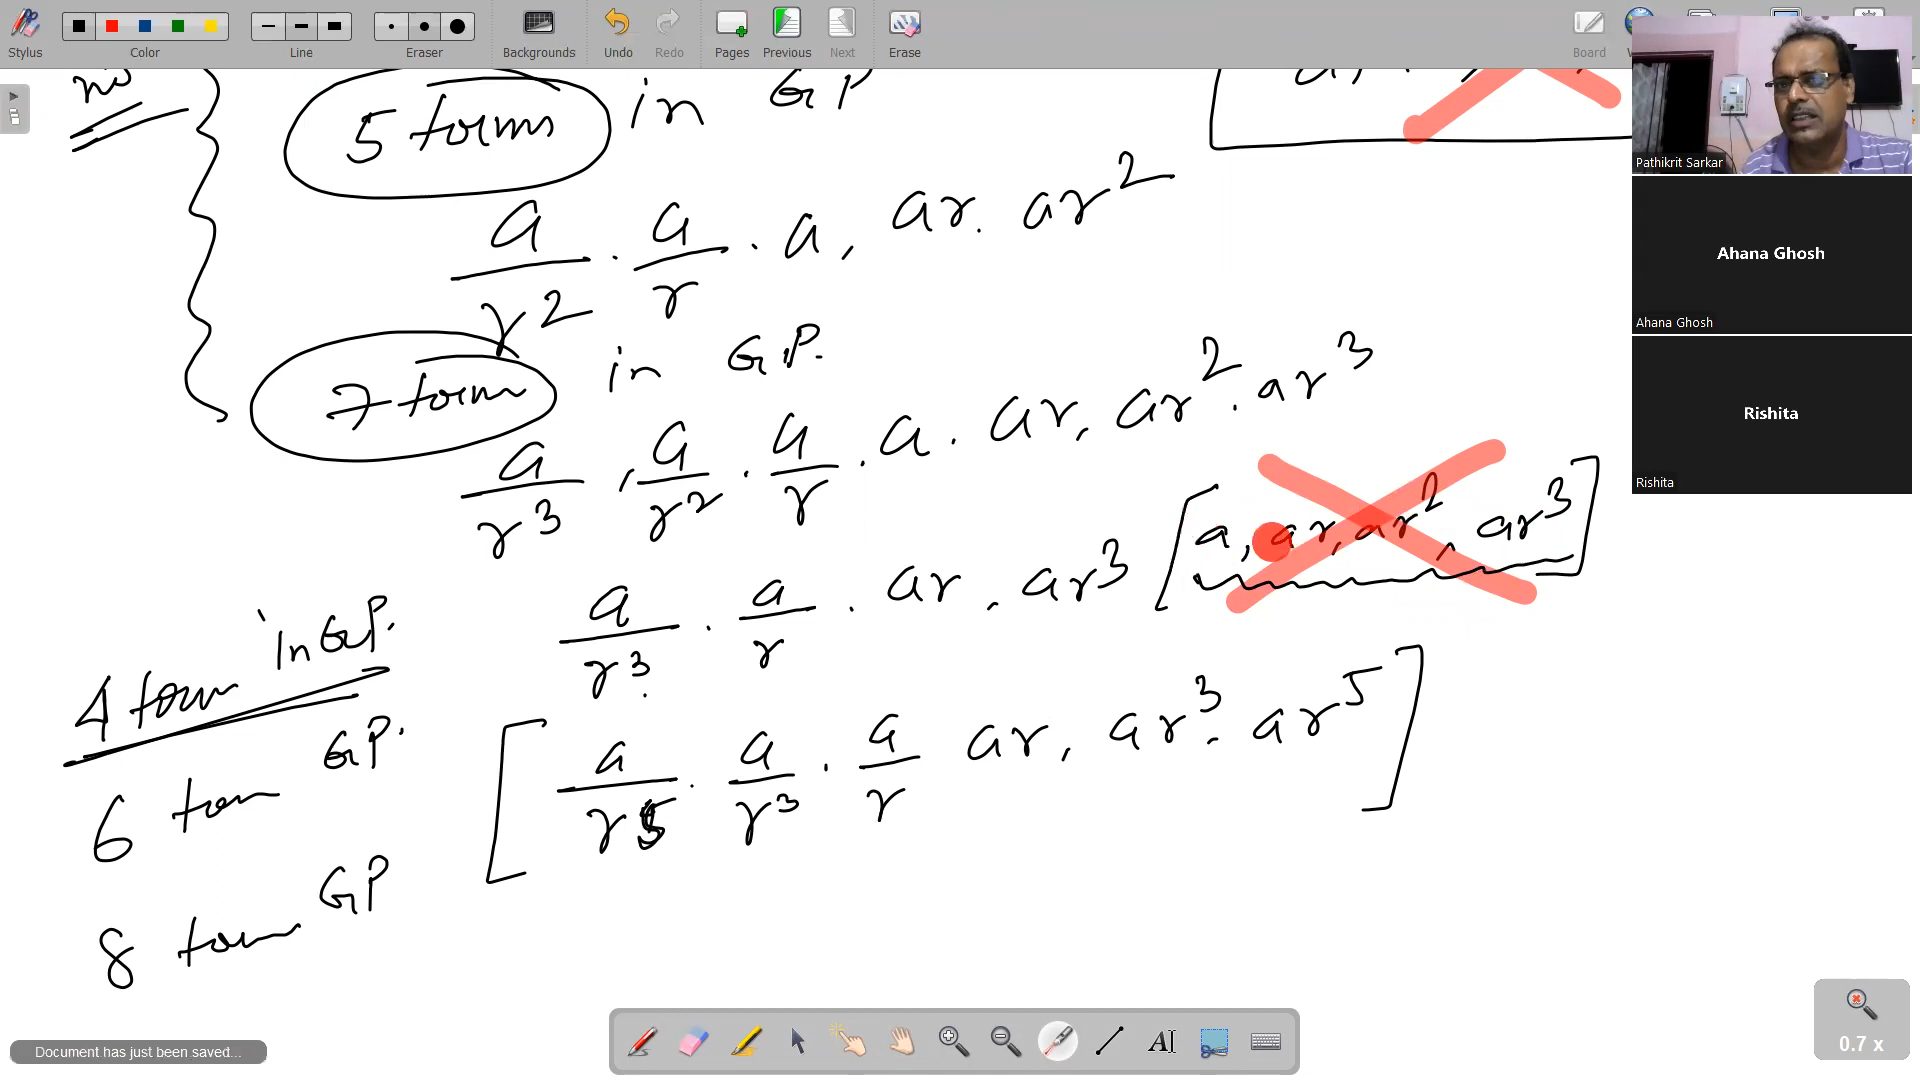 Stylus Color Line Eraser Backgrounds Undo Redo Pages Previous Next Erase Board
no
5 terms in GP
a/r² . a/r . a, ar. ar²
7 term in G.P.
a/r³, a/r² . a/r . a . ar, ar² . ar³
4 term in G.P.
a/r³ . a/r . ar . ar³ [a, ar, ar², ar³]
6 term GP.
[a/r5 . a/r³ . a/r ar, ar³ . ar⁵]
8 term GP
Pathikrit Sarkar
Ahana Ghosh
Ahana Ghosh
Rishita
Rishita
Document has just been saved...
AI
0.7 x